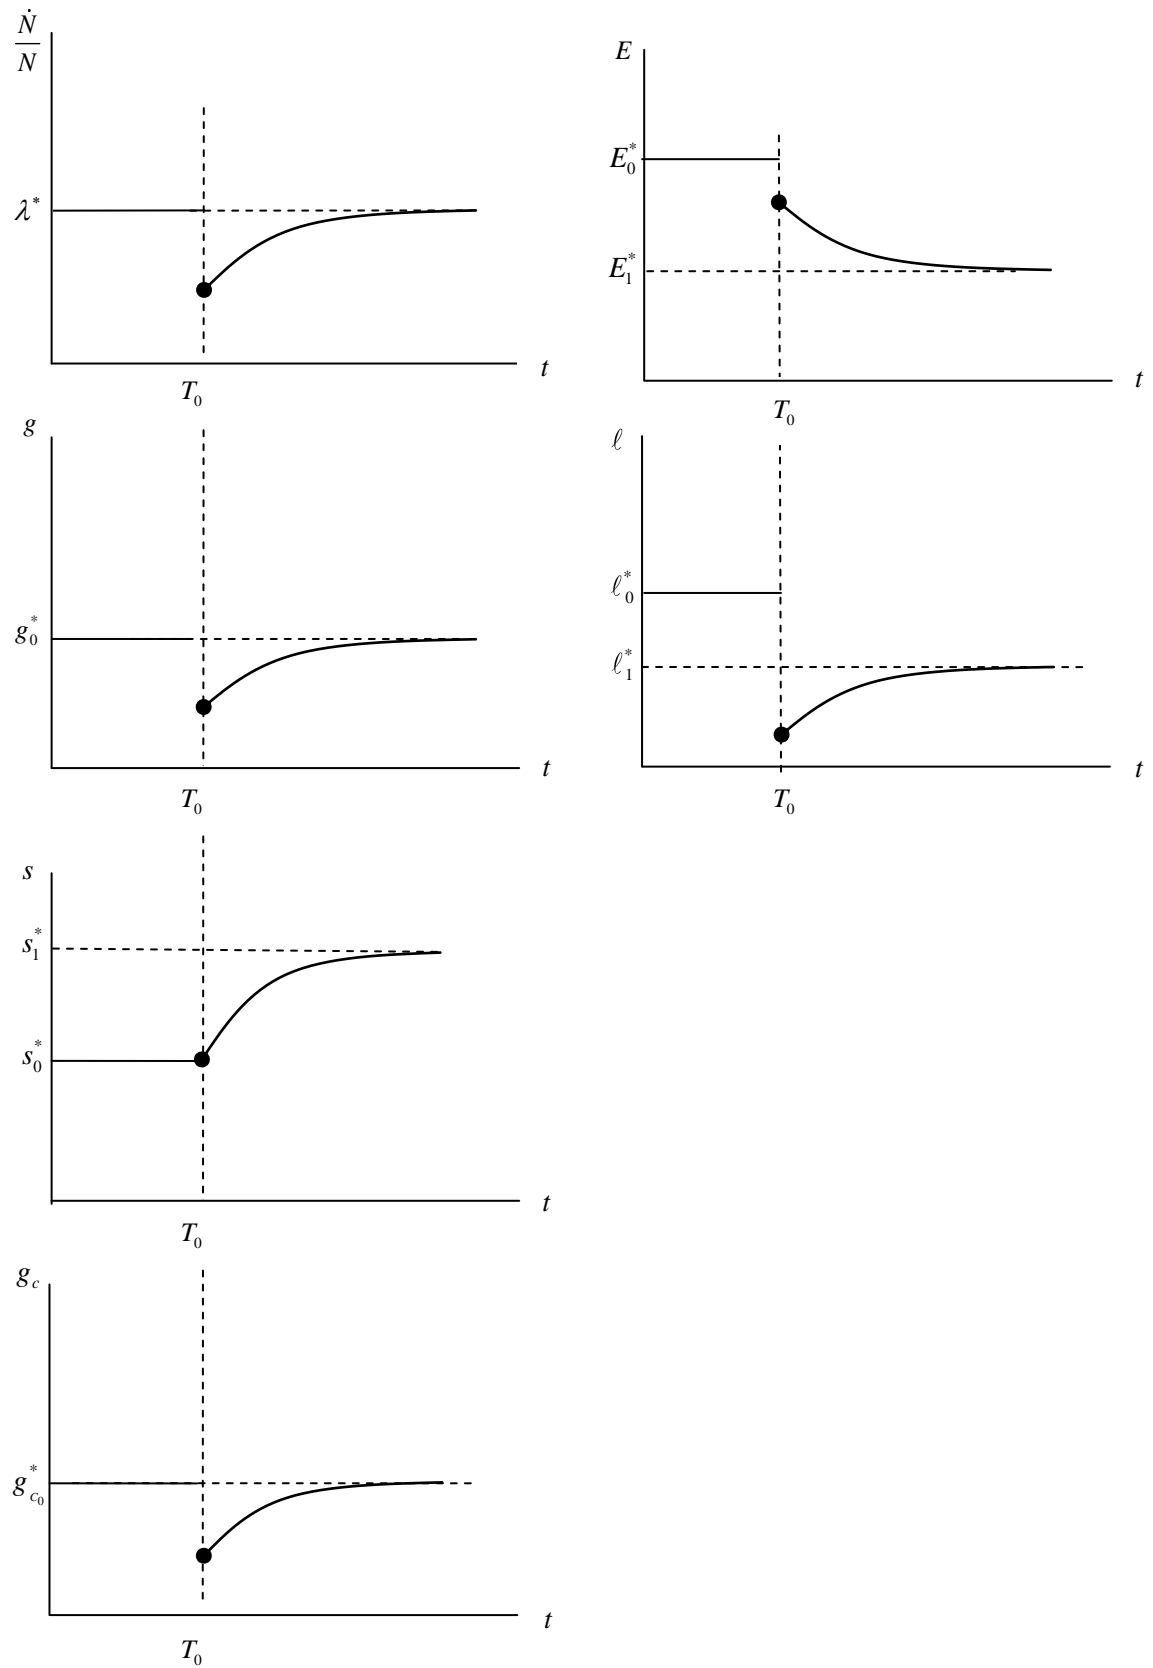 Ṅ
N
λ*
t
T₀
E
E₀*
E₁*
t
T₀
g
g₀*
t
T₀
ℓ
ℓ₀*
ℓ₁*
t
T₀
s
s₁*
s₀*
t
T₀
g_c
g*_c₀
t
T₀